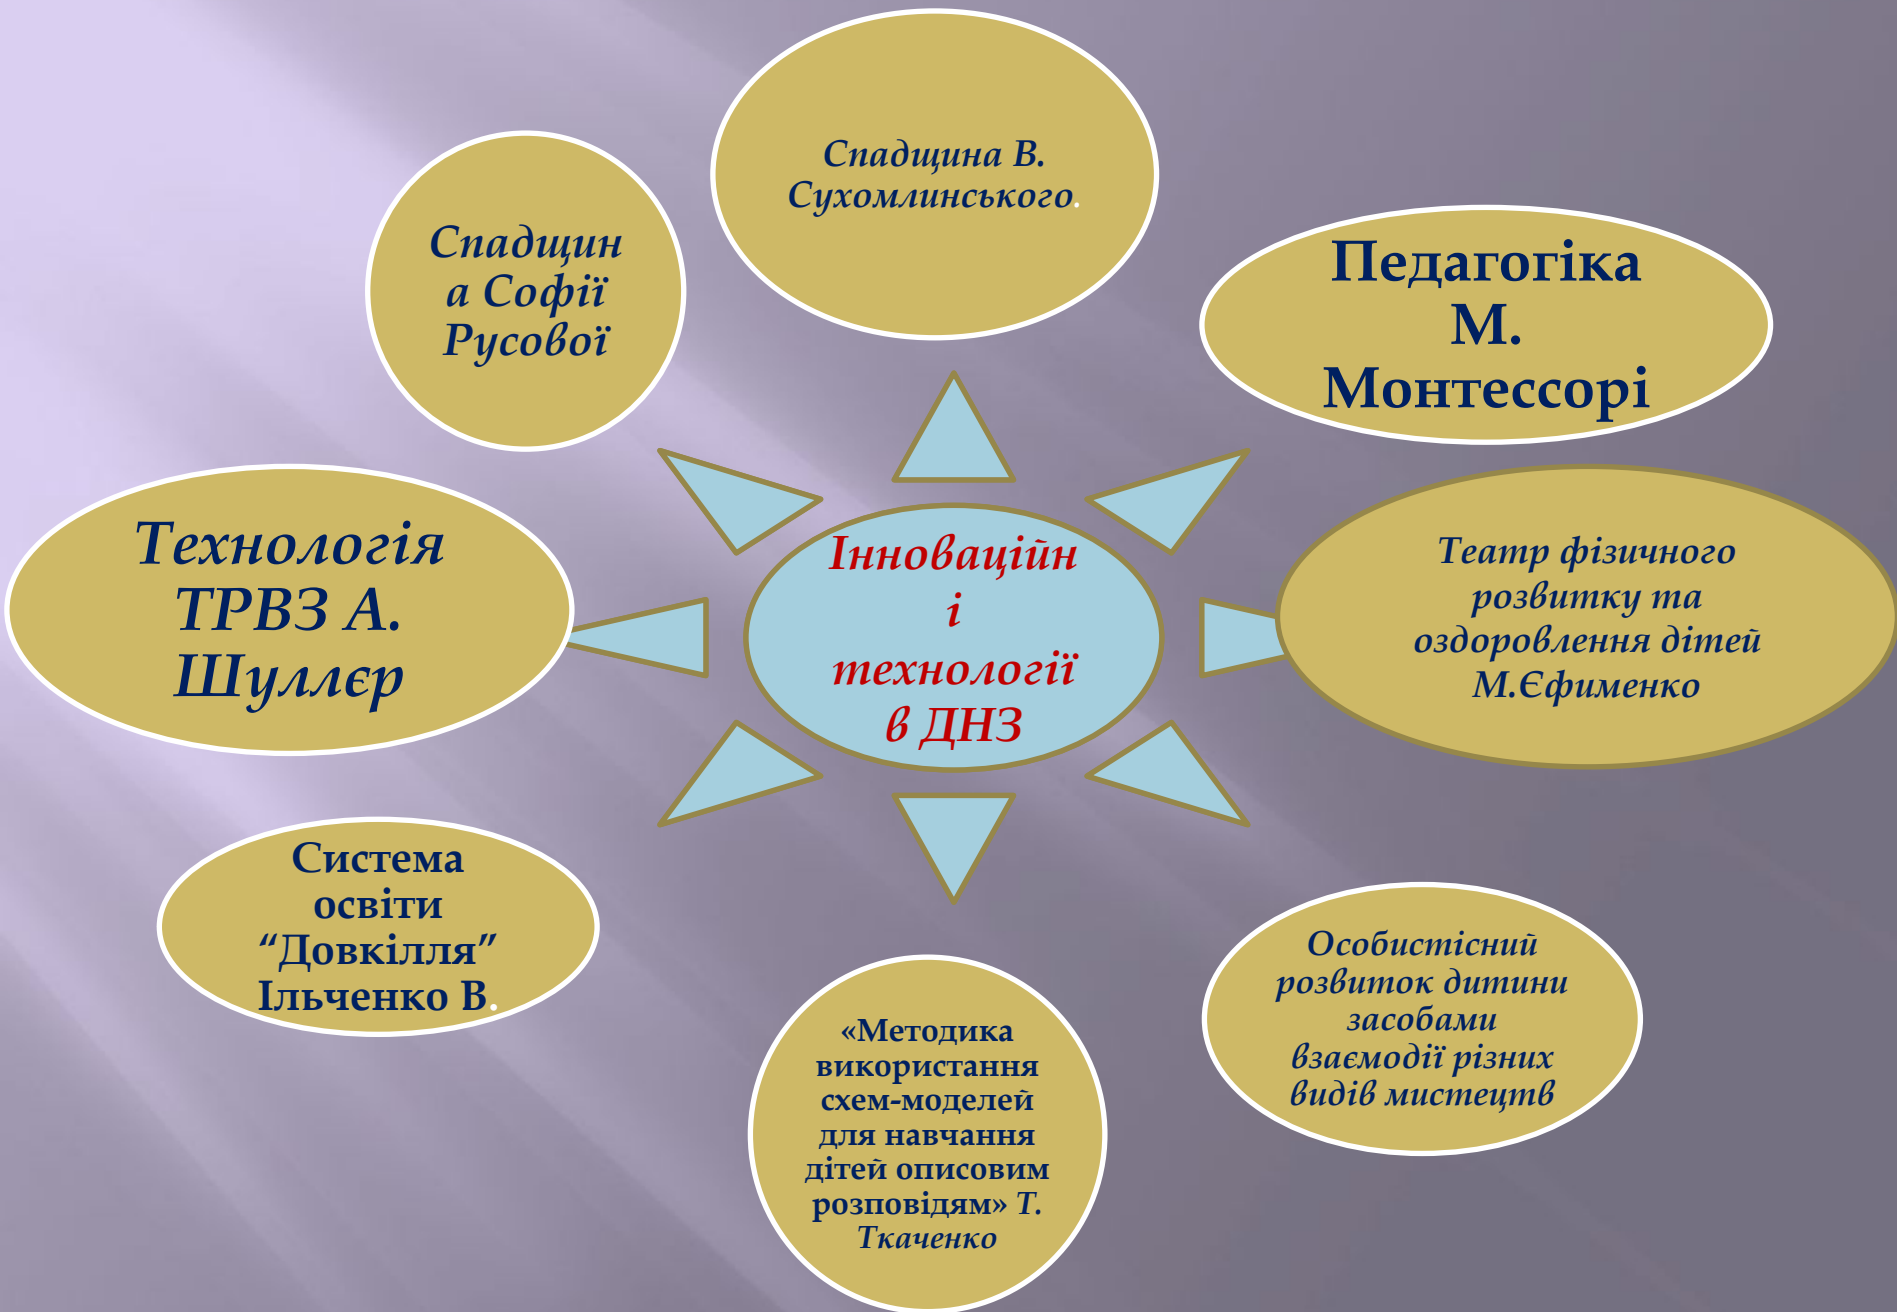 Спадщина В.
Сухомлинського.
Спадщин
а Софії
Русової
Педагогіка
М.
Монтессорі
Технологія
ТРВЗ А.
Шуллєр
Інноваційн
і
технології
в ДНЗ
Театр фізичного
розвитку та
оздоровлення дітей
М.Єфименко
Система
освіти
“Довкілля”
Ільченко В.
Особистісний
розвиток дитини
засобами
взаємодії різних
видів мистецтв
«Методика
використання
схем-моделей
для навчання
дітей описовим
розповідям» Т.
Ткаченко